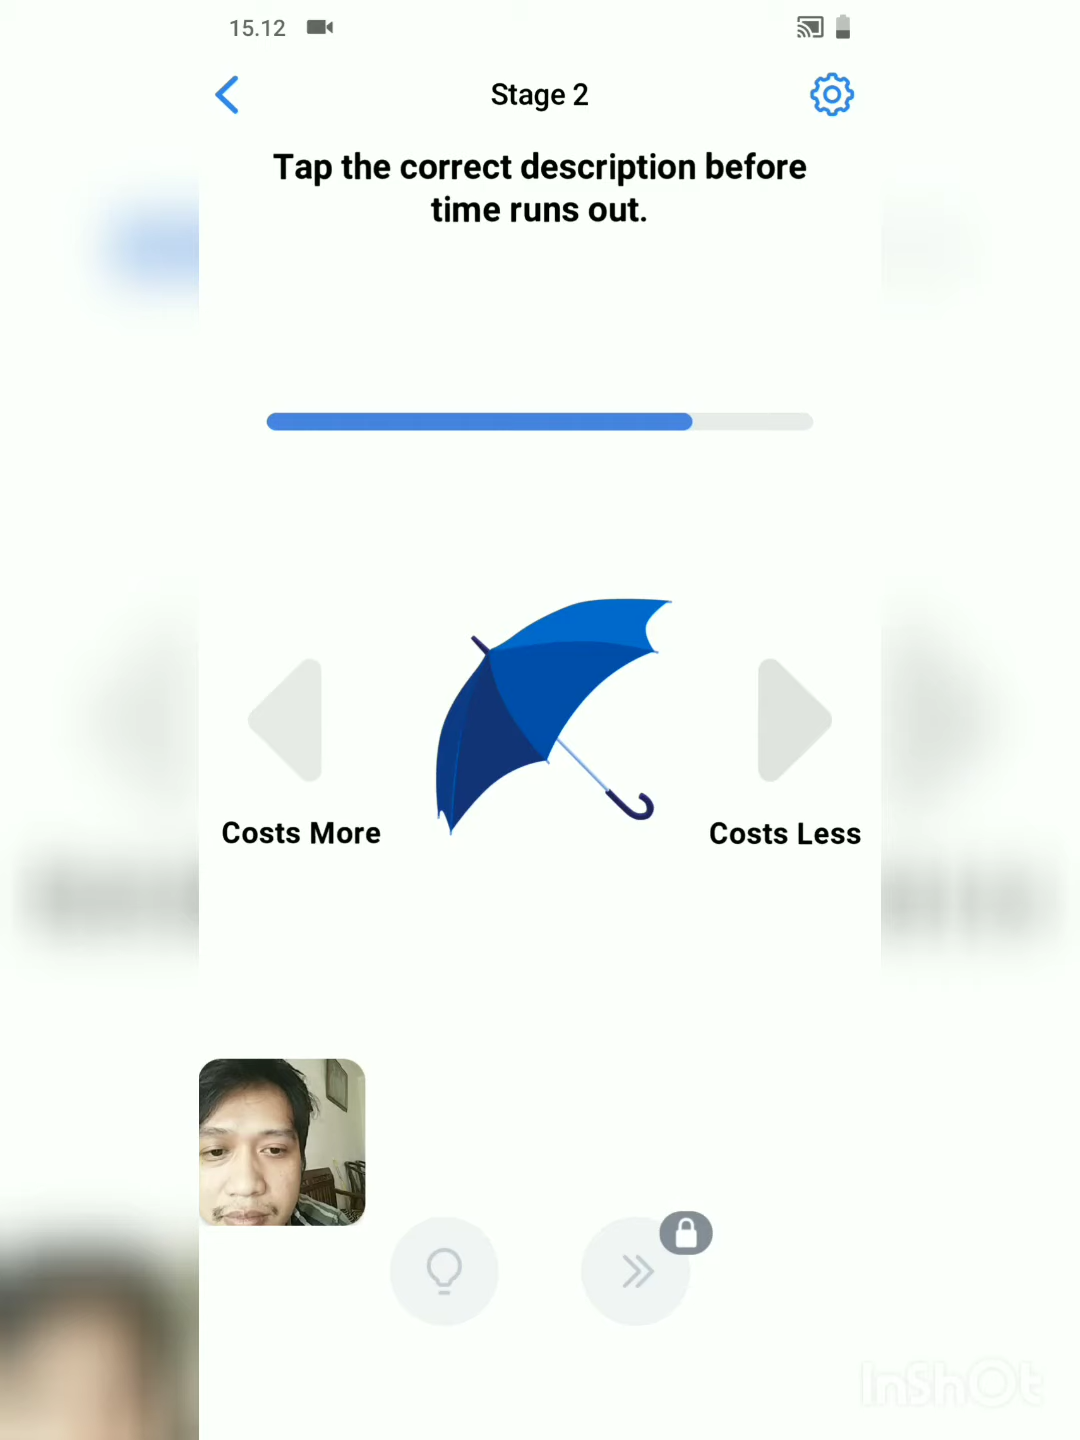 15.12
Stage 2
Tap the correct description before
time runs out.
Costs More
Costs Less
InShOt